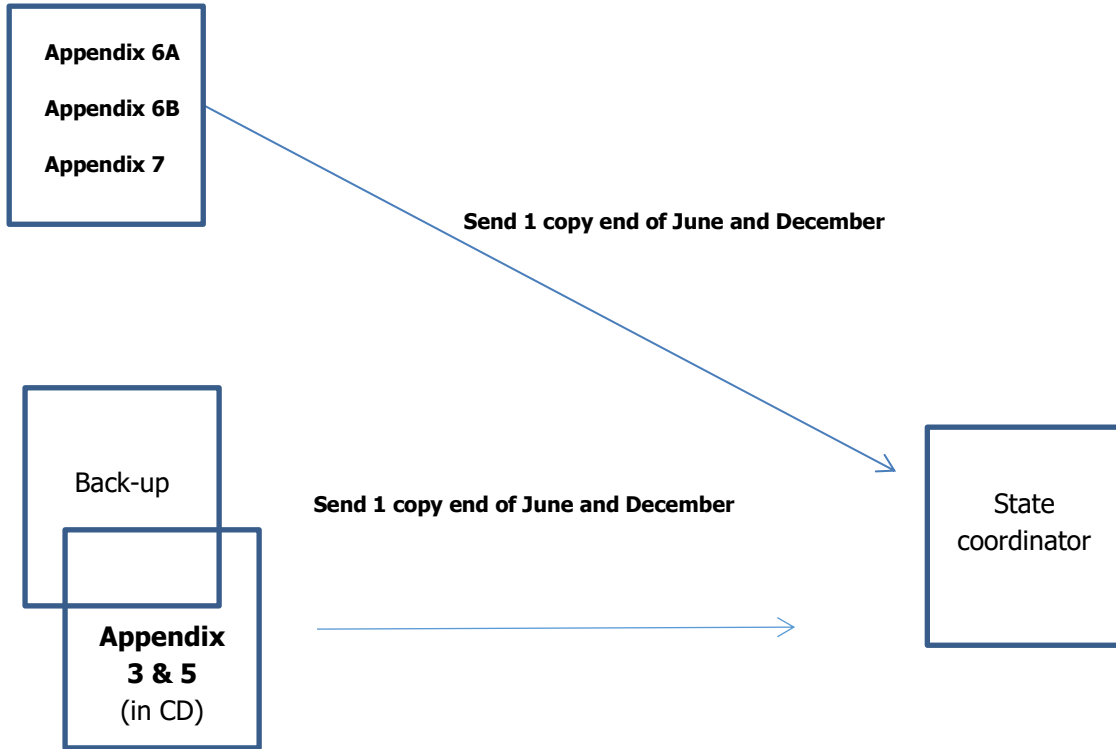 Appendix 6A
Appendix 6B
Appendix 7
Send 1 copy end of June and December
Back-up
Send 1 copy end of June and December
State
coordinator
Appendix
3 & 5
(in CD)